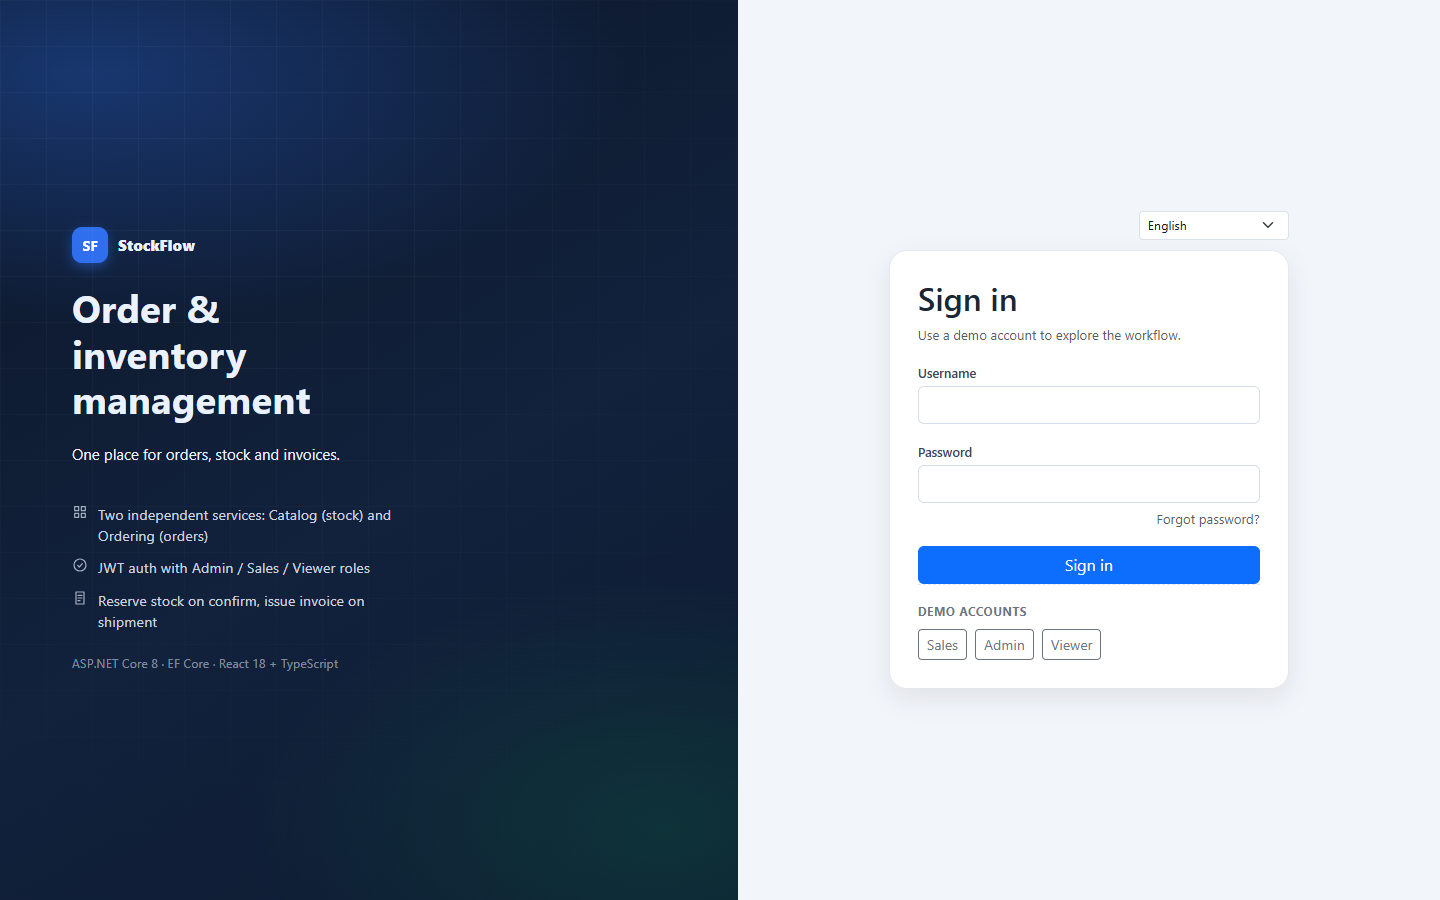 SF
StockFlow
Order &
inventory
management
One place for orders, stock and invoices.
Two independent services: Catalog (stock) and
Ordering (orders)
JWT auth with Admin / Sales / Viewer roles
Reserve stock on confirm, issue invoice on
shipment
ASP.NET Core 8 · EF Core · React 18 + TypeScript
English
Sign in
Use a demo account to explore the workflow.
Username
Password
Forgot password?
Sign in
DEMO ACCOUNTS
Sales
Admin
Viewer